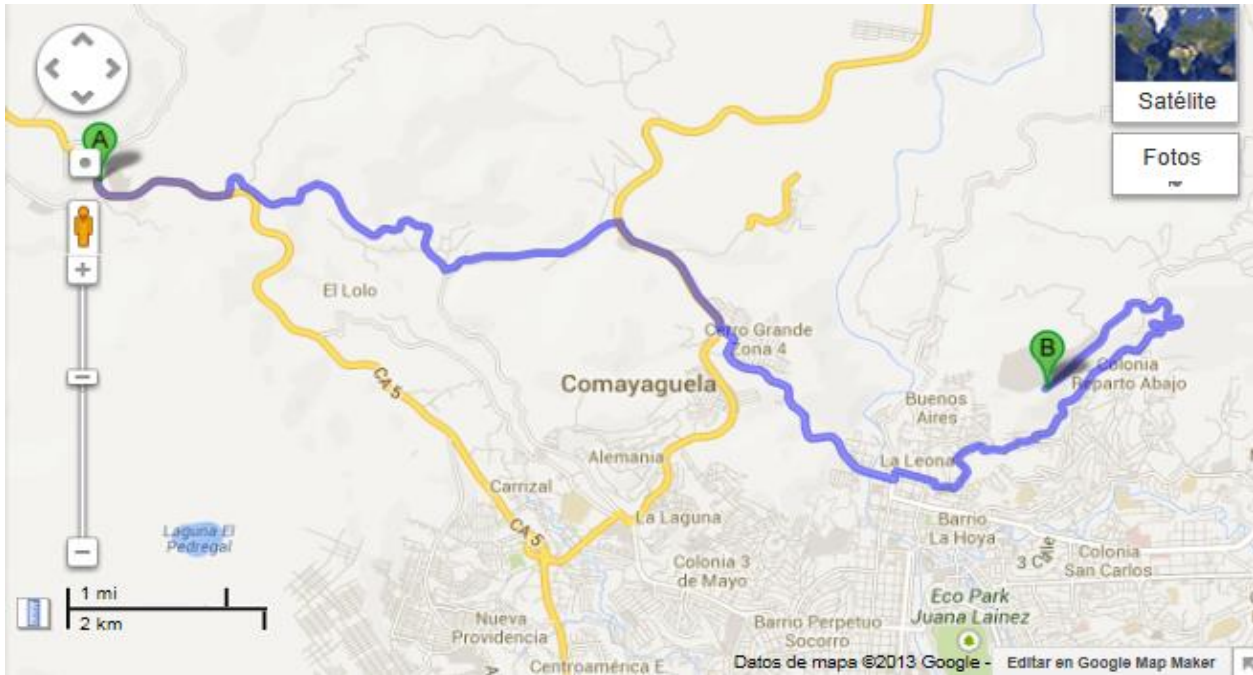 Satélite
Fotos
A
El Lolo
Cerro Grande
Zona 4
B
Colonia
Reparto Abajo
CA 5
Comayaguela
Buenos
Aires
Alemania
La Leona
Carrizal
CA 5
La Laguna
Barrio
La Hoya
Laguna El
Pedregal
3 Calle
Colonia
San Carlos
Colonia 3
de Mayo
1 mi
2 km
Eco Park
Juana Lainez
Nueva
Providencia
Barrio Perpetuo
Socorro
Centroamérica E.
Datos de mapa ©2013 Google -
Editar en Google Map Maker